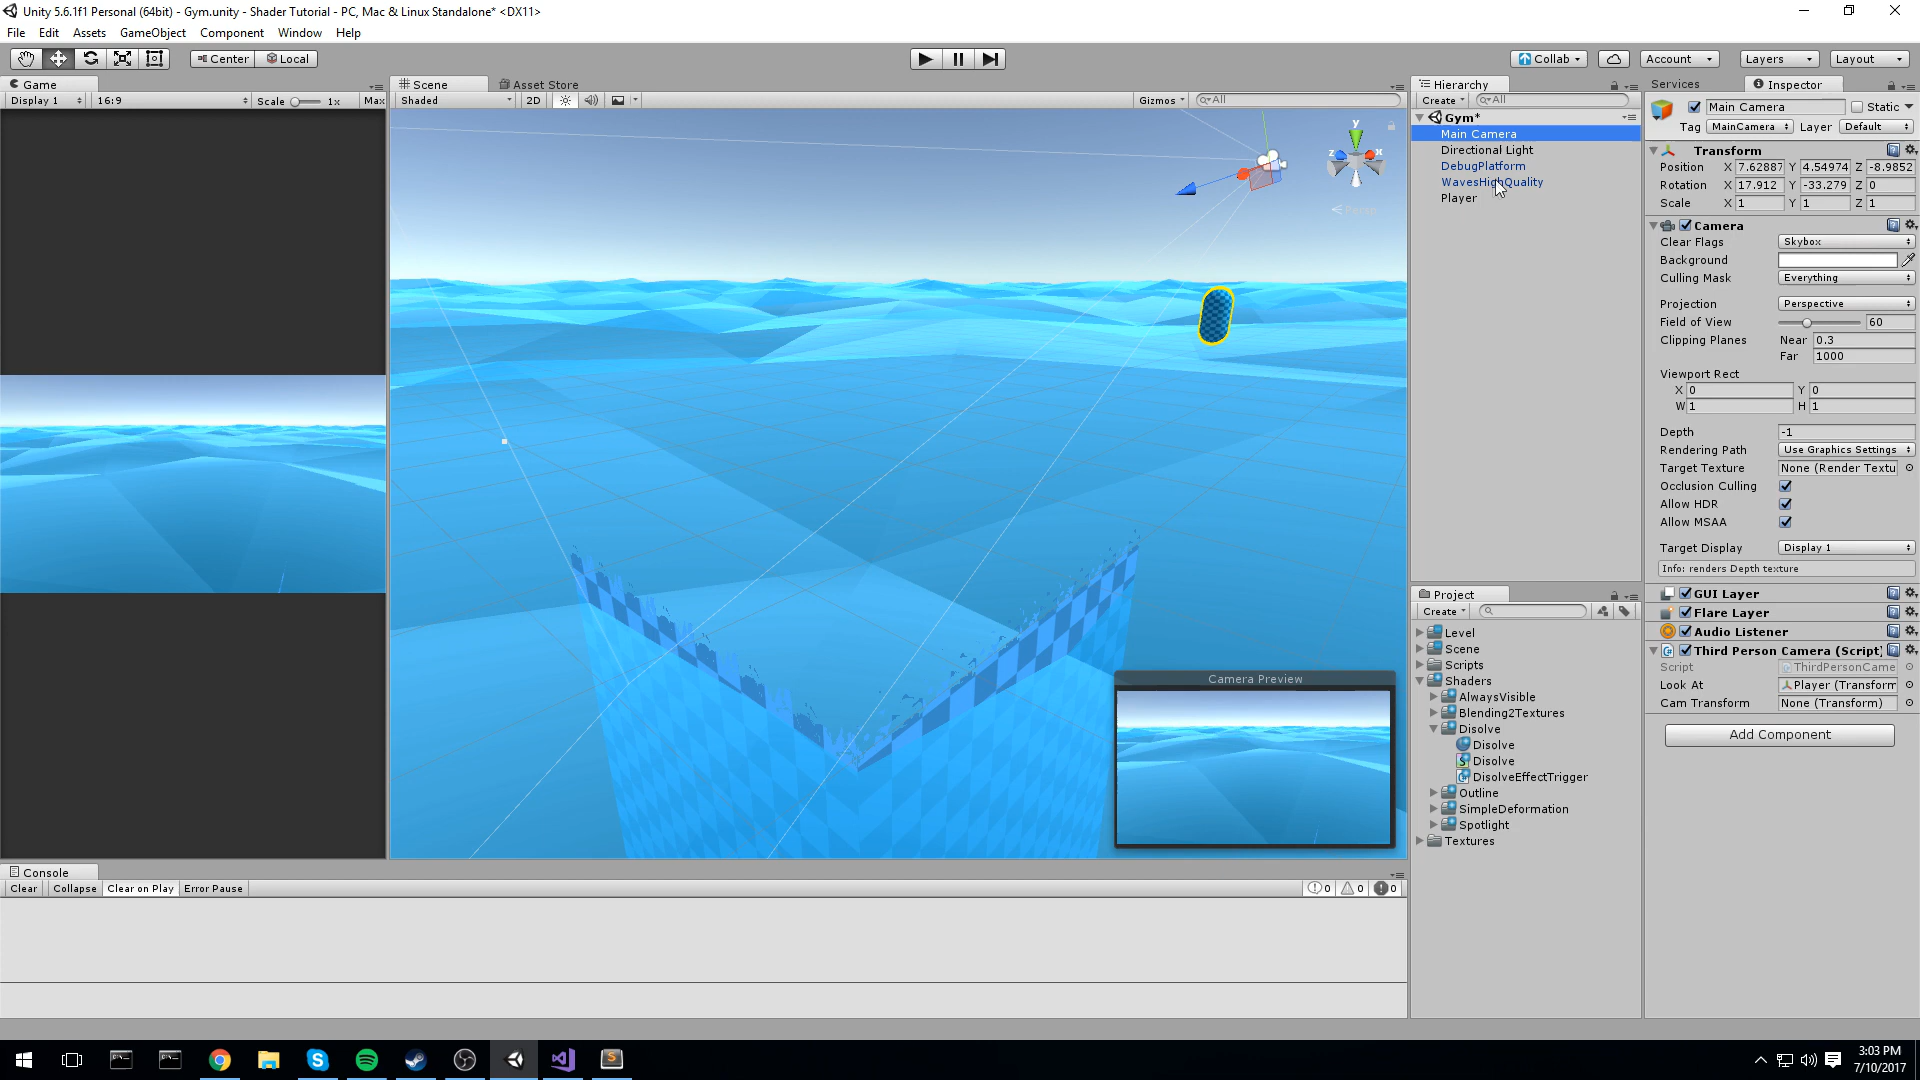 Unity 5.6.1f1 Personal (64bit) - Gym.unity - Shader Tutorial - PC, Mac & Linux Standalone* <DX11>
File Edit Assets GameObject Component Window Help
Center Local
Collab Account Layers Layout
Game
Display 1 16:9 Scale 1x Max
Scene Asset Store
Shaded 2D Gizmos All
y
z x
Persp
Hierarchy
Create All
Gym*
Main Camera
Directional Light
DebugPlatform
WavesHighQuality
Player
Camera Preview
Project
Create
Level
Scene
Scripts
Shaders
AlwaysVisible
Blending2Textures
Disolve
Disolve
Disolve
DisolveEffectTrigger
Outline
SimpleDeformation
Spotlight
Textures
Services Inspector
Main Camera Static
Tag MainCamera Layer Default
Transform
Position X 7.62887 Y 4.54974 Z -8.9852
Rotation X 17.912 Y -33.279 Z 0
Scale X 1 Y 1 Z 1
Camera
Clear Flags Skybox
Background
Culling Mask Everything
Projection Perspective
Field of View 60
Clipping Planes Near 0.3
Far 1000
Viewport Rect
X 0 Y 0
W 1 H 1
Depth -1
Rendering Path Use Graphics Settings
Target Texture None (Render Textu
Occlusion Culling
Allow HDR
Allow MSAA
Target Display Display 1
Info: renders Depth texture
GUI Layer
Flare Layer
Audio Listener
Third Person Camera (Script)
Script ThirdPersonCame
Look At Player (Transform
Cam Transform None (Transform)
Add Component
Console
Clear Collapse Clear on Play Error Pause 0 0 0
3:03 PM
7/10/2017